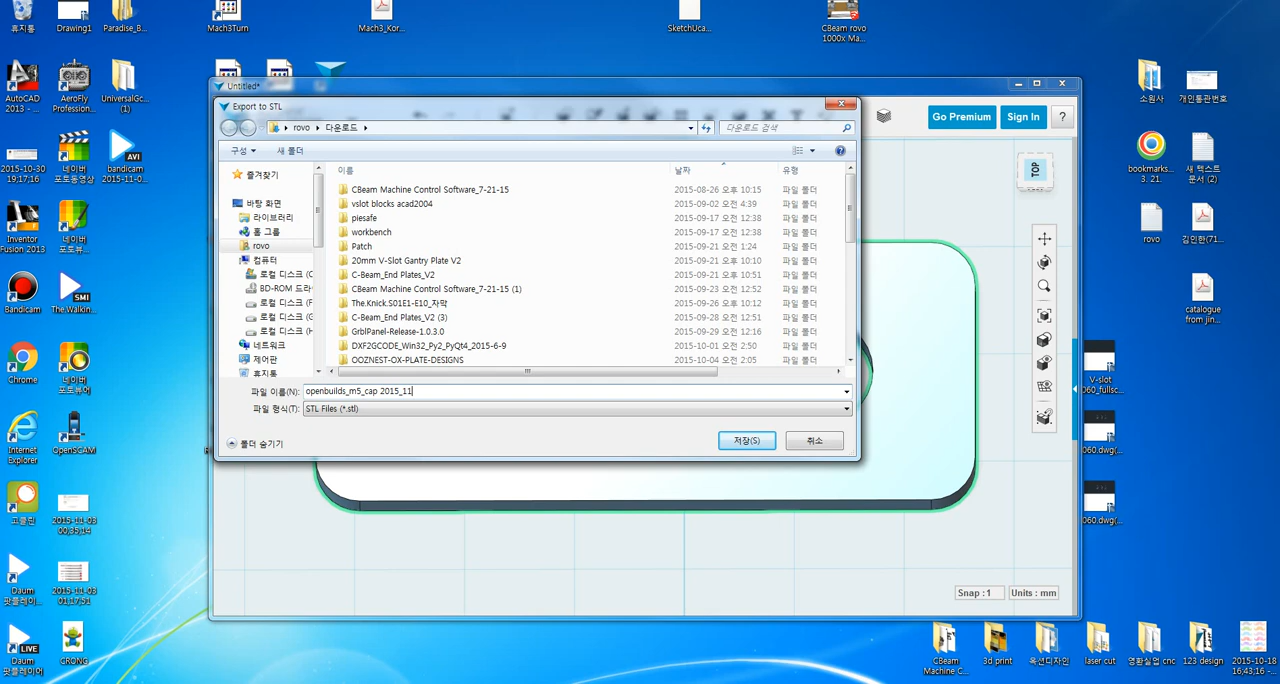 휴지통
Drawing1
Paradise_B...
Mach3Turn
Mach3_Kor...
SketchUca...
CBeam rovo
1000x Ma...
AutoCAD
2013 - ...
AeroFly
Profession...
UniversalGc...
(1)
소원사
개인통관번호
Untitled*
Export to STL
Go Premium
Sign In
?
rovo
다운로드
다운로드 검색
구성
새 폴더
이름
날짜
유형
즐겨찾기
바탕 화면
라이브러리
홈 그룹
rovo
컴퓨터
로컬 디스크 (C
BD-ROM 드라
로컬 디스크 (F
로컬 디스크 (G
로컬 디스크 (H
네트워크
제어판
휴지통
CBeam Machine Control Software_7-21-15 2015-08-26 오후 10:15 파일 폴더
vslot blocks acad2004 2015-09-02 오전 4:39 파일 폴더
piesafe 2015-09-17 오전 12:38 파일 폴더
workbench 2015-09-17 오전 12:38 파일 폴더
Patch 2015-09-21 오전 1:24 파일 폴더
20mm V-Slot Gantry Plate V2 2015-09-21 오후 10:10 파일 폴더
C-Beam_End Plates_V2 2015-09-21 오후 10:51 파일 폴더
CBeam Machine Control Software_7-21-15 (1) 2015-09-23 오전 12:52 파일 폴더
The.Knick.S01E1-E10_자막 2015-09-26 오후 10:12 파일 폴더
C-Beam_End Plates_V2 (3) 2015-09-28 오전 12:51 파일 폴더
GrblPanel-Release-1.0.3.0 2015-09-29 오전 12:16 파일 폴더
DXF2GCODE_Win32_Py2_PyQt4_2015-6-9 2015-10-01 오전 2:50 파일 폴더
OOZNEST-OX-PLATE-DESIGNS 2015-10-04 오전 2:05 파일 폴더
파일 이름(N):
openbuilds_m5_cap 2015_11
파일 형식(T):
STL Files (*.stl)
폴더 숨기기
저장(S)
취소
TOP
Snap : 1
Units : mm
2015-10-30
19;17;16
네이버
포토동영상
AVI
bandicam
2015-11-0...
bookmarks...
3. 21.
새 텍스트
문서 (2)
Inventor
Fusion 2013
네이버
포토뷰...
rovo
김인한(71...
Bandicam
SMI
The.Walkin...
catalogue
from jin...
Chrome
네이버
포토뷰어
V-slot
Internet
Explorer
OpenSCAM
060.dwg(...
고클린
2015-11-03
00;35;14
060.dwg(...
Daum
팟플레이...
2015-11-03
01;17;51
LIVE
Daum
팟플레이어
CRONG
CBeam
Machine C...
3d print
옥션디자인
laser cut
영환실업 cnc
123 design
2015-10-18
16;43;16 -...